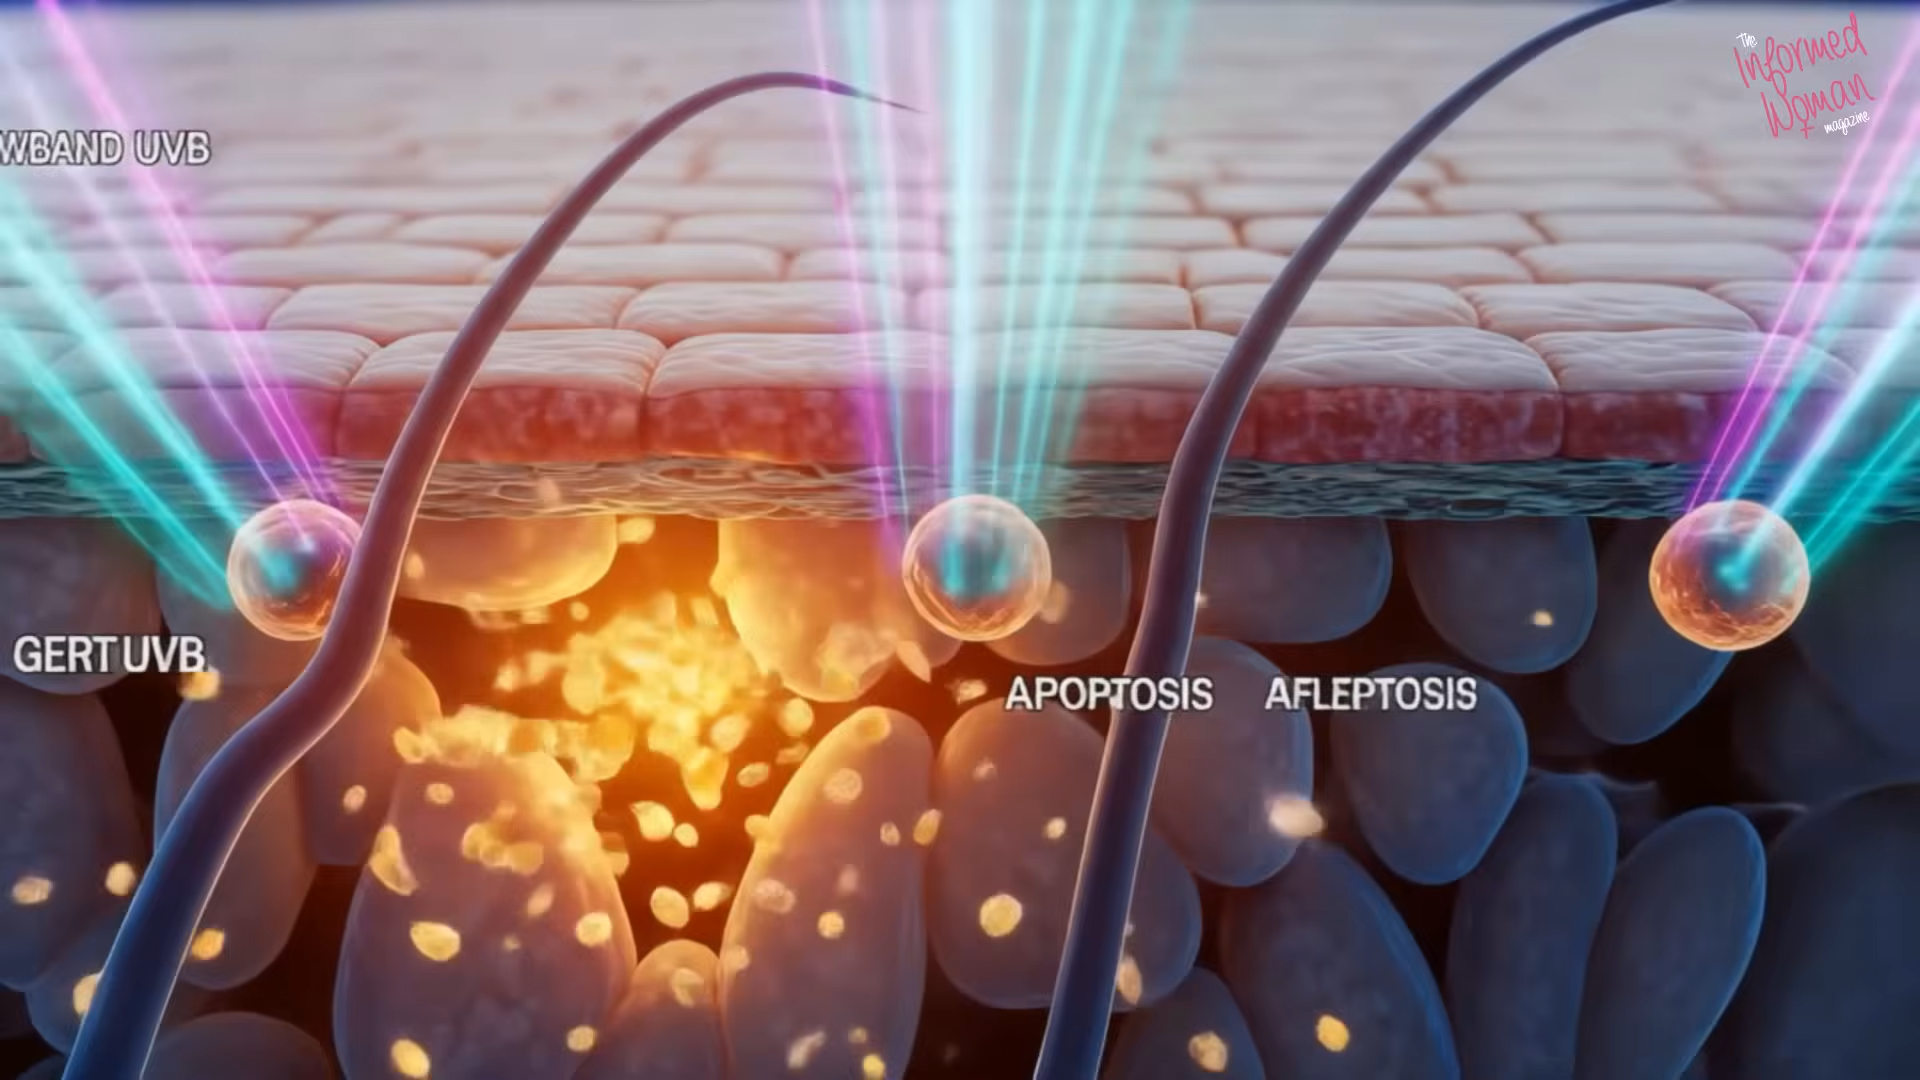 The
Informed
Woman
magazine
WBAND UVB
GERT UVB
APOPTOSIS AFLEPTOSIS